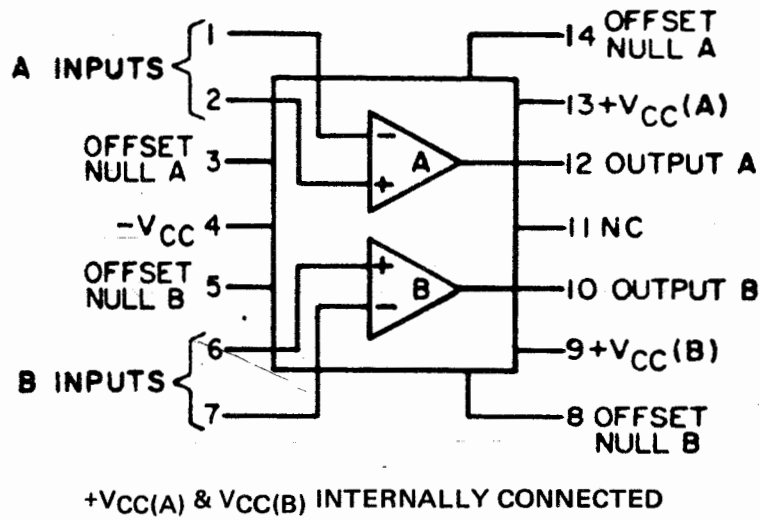 A INPUTS
1
2
OFFSET
NULL A 3
-VCC 4
OFFSET
NULL B 5
B INPUTS
6
7
-
A
+
+
B
-
14 OFFSET
NULL A
13 +VCC(A)
12 OUTPUT A
11 NC
10 OUTPUT B
9 +VCC(B)
8 OFFSET
NULL B
+VCC(A) & VCC(B) INTERNALLY CONNECTED